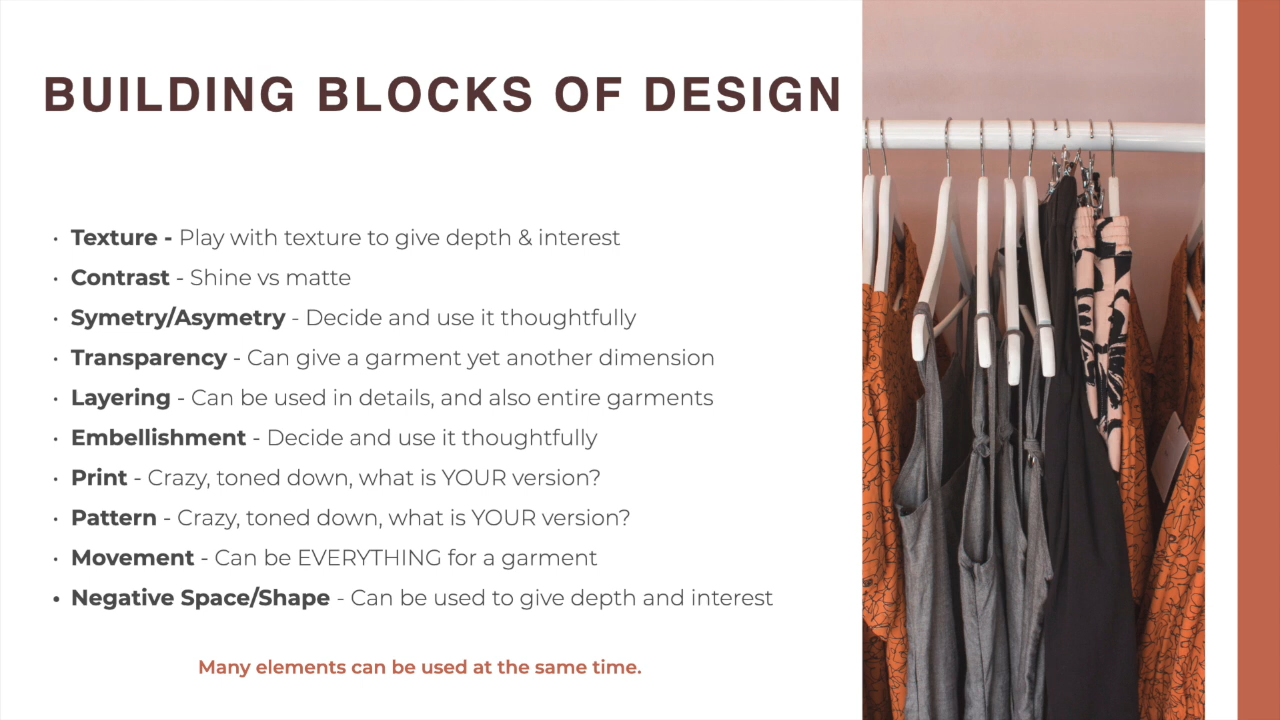 BUILDING BLOCKS OF DESIGN
• Texture - Play with texture to give depth & interest
• Contrast - Shine vs matte
• Symetry/Asymetry - Decide and use it thoughtfully
• Transparency - Can give a garment yet another dimension
• Layering - Can be used in details, and also entire garments
• Embellishment - Decide and use it thoughtfully
• Print - Crazy, toned down, what is YOUR version?
• Pattern - Crazy, toned down, what is YOUR version?
• Movement - Can be EVERYTHING for a garment
• Negative Space/Shape - Can be used to give depth and interest
Many elements can be used at the same time.